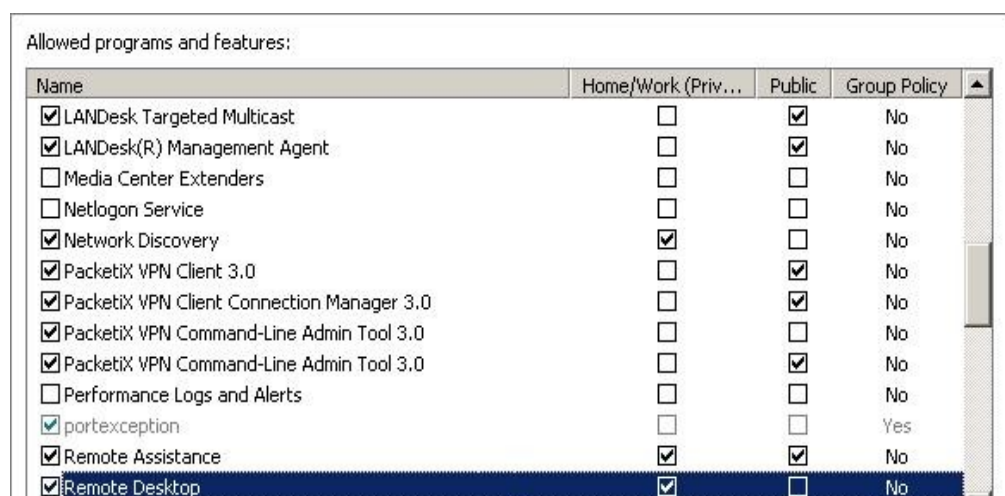 Allowed programs and features:
Name Home/Work (Priv... Public Group Policy
LANDesk Targeted Multicast No
LANDesk(R) Management Agent No
Media Center Extenders No
Netlogon Service No
Network Discovery No
PacketiX VPN Client 3.0 No
PacketiX VPN Client Connection Manager 3.0 No
PacketiX VPN Command-Line Admin Tool 3.0 No
PacketiX VPN Command-Line Admin Tool 3.0 No
Performance Logs and Alerts No
portexception Yes
Remote Assistance No
Remote Desktop No